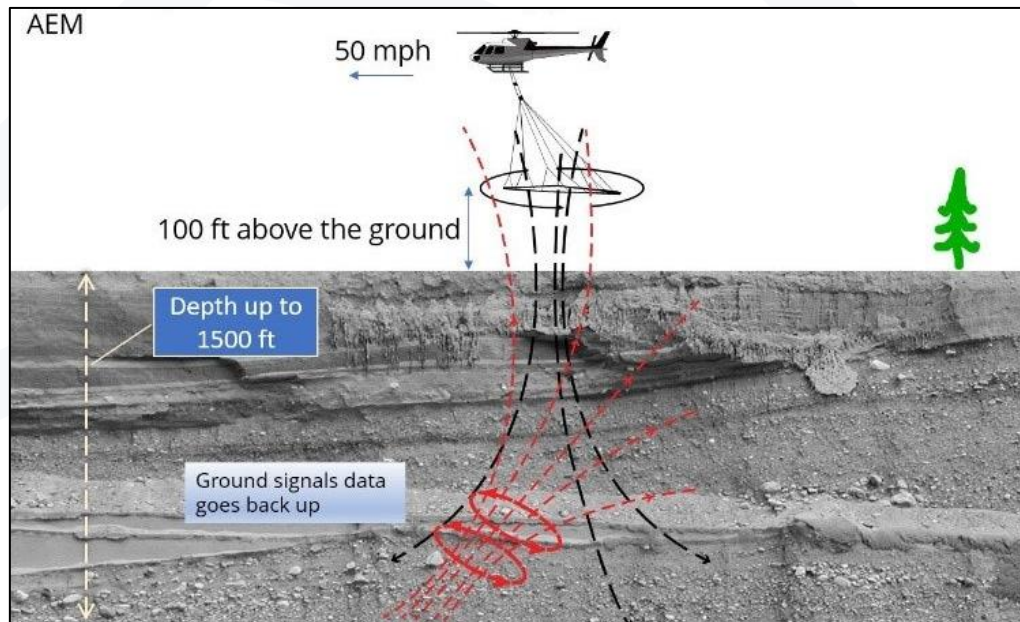 AEM
50 mph
100 ft above the ground
Depth up to
1500 ft
Ground signals data
goes back up